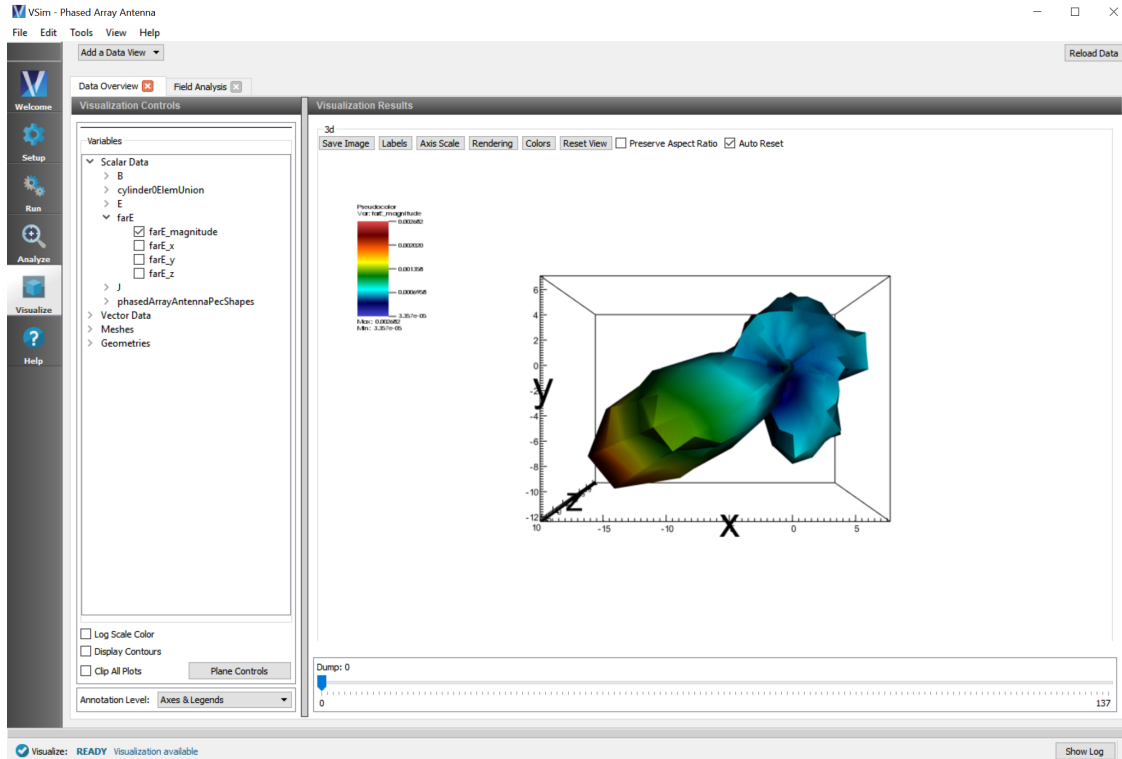 VSim - Phased Array Antenna
File Edit Tools View Help
Add a Data View
Reload Data
Data Overview
Field Analysis
Welcome
Setup
Run
Analyze
Visualize
Help
Visualization Controls
Variables
Scalar Data
B
cylinder0ElemUnion
E
farE
farE_magnitude
farE_x
farE_y
farE_z
J
phasedArrayAntennaPecShapes
Vector Data
Meshes
Geometries
Log Scale Color
Display Contours
Clip All Plots
Plane Controls
Annotation Level: Axes & Legends
Visualization Results
3d
Save Image Labels Axis Scale Rendering Colors Reset View Preserve Aspect Ratio Auto Reset
Pseudocolor
Var: farE_magnitude
0.002682
0.002020
0.001358
0.0006958
3.357e-05
Max: 0.002682
Min: 3.357e-05
6
4
2
0
-2
y
-4
-6
-8
-10
Z
-12
10 -15 -10 X 0 5
Dump: 0
0 137
Visualize: READY Visualization available
Show Log